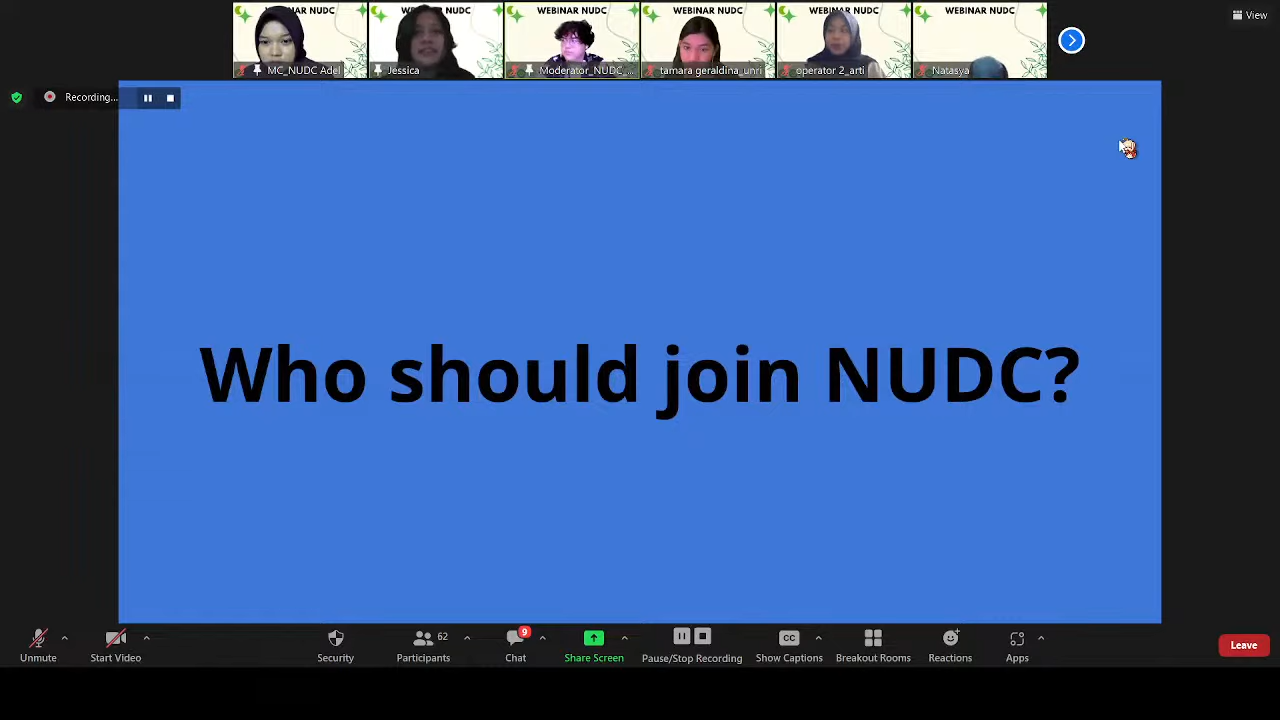 WEBINAR NUDC
WEBINAR NUDC
WEBINAR NUDC
WEBINAR NUDC
WEBINAR NUDC
WEBINAR NUDC
View
MC_NUDC Adel
Jessica
Moderator_NUDC_...
tamara geraldina_unri
operator 2_arti
Natasya
Recording...
Who should join NUDC?
62
9
CC
Unmute
Start Video
Security
Participants
Chat
Share Screen
Pause/Stop Recording
Show Captions
Breakout Rooms
Reactions
Apps
Leave